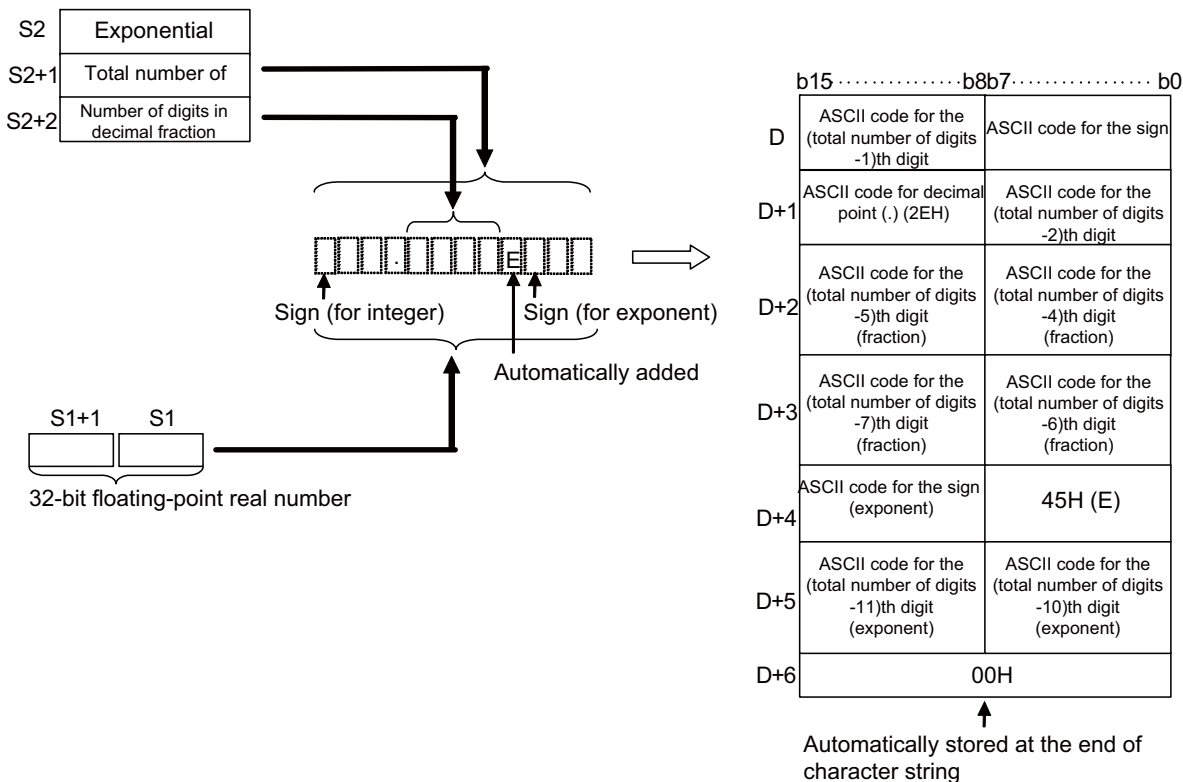 S2 Exponential
S2+1 Total number of
S2+2 Number of digits in
decimal fraction
. E
Sign (for integer)
Sign (for exponent)
Automatically added
S1+1 S1
32-bit floating-point real number
b15 b8 b7 b0
D
ASCII code for the
(total number of digits
-1)th digit
ASCII code for the sign
D+1
ASCII code for decimal
point (.) (2EH)
ASCII code for the
(total number of digits
-2)th digit
D+2
ASCII code for the
(total number of digits
-5)th digit
(fraction)
ASCII code for the
(total number of digits
-4)th digit
(fraction)
D+3
ASCII code for the
(total number of digits
-7)th digit
(fraction)
ASCII code for the
(total number of digits
-6)th digit
(fraction)
D+4
ASCII code for the sign
(exponent)
45H (E)
D+5
ASCII code for the
(total number of digits
-11)th digit
(exponent)
ASCII code for the
(total number of digits
-10)th digit
(exponent)
D+6
00H
Automatically stored at the end of
character string